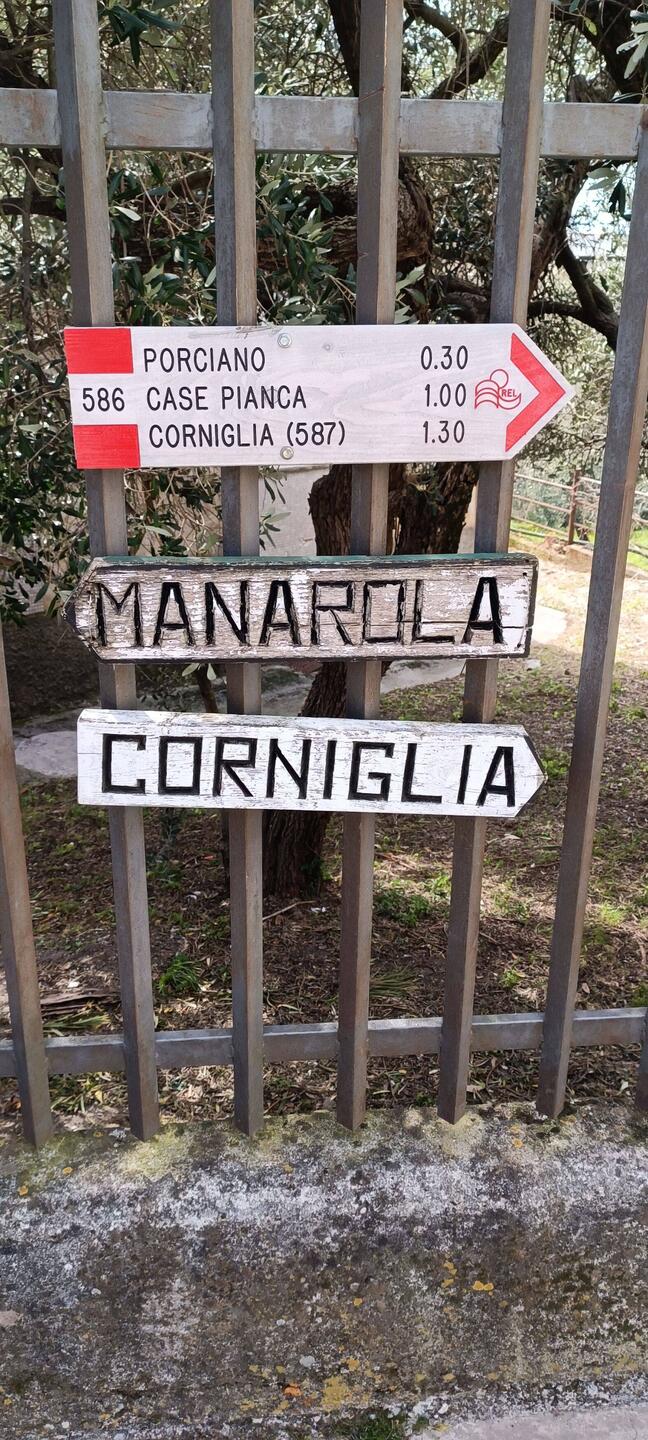 PORCIANO 0.30
586 CASE PIANCA 1.00 REL
CORNIGLIA (587) 1.30
MANAROLA
CORNIGLIA